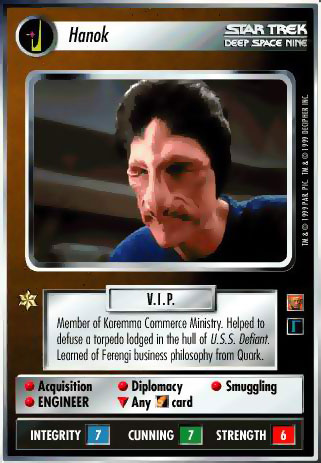 Hanok
STAR TREK
DEEP SPACE NINE
TM & © 1999 PAR. PIC. TM & © 1999 DECIPHER INC.
V.I.P.
Member of Karemma Commerce Ministry. Helped to
defuse a torpedo lodged in the hull of U.S.S. Defiant.
Learned of Ferengi business philosophy from Quark.
Acquisition Diplomacy Smuggling
ENGINEER Any card
INTEGRITY 7 CUNNING 7 STRENGTH 6